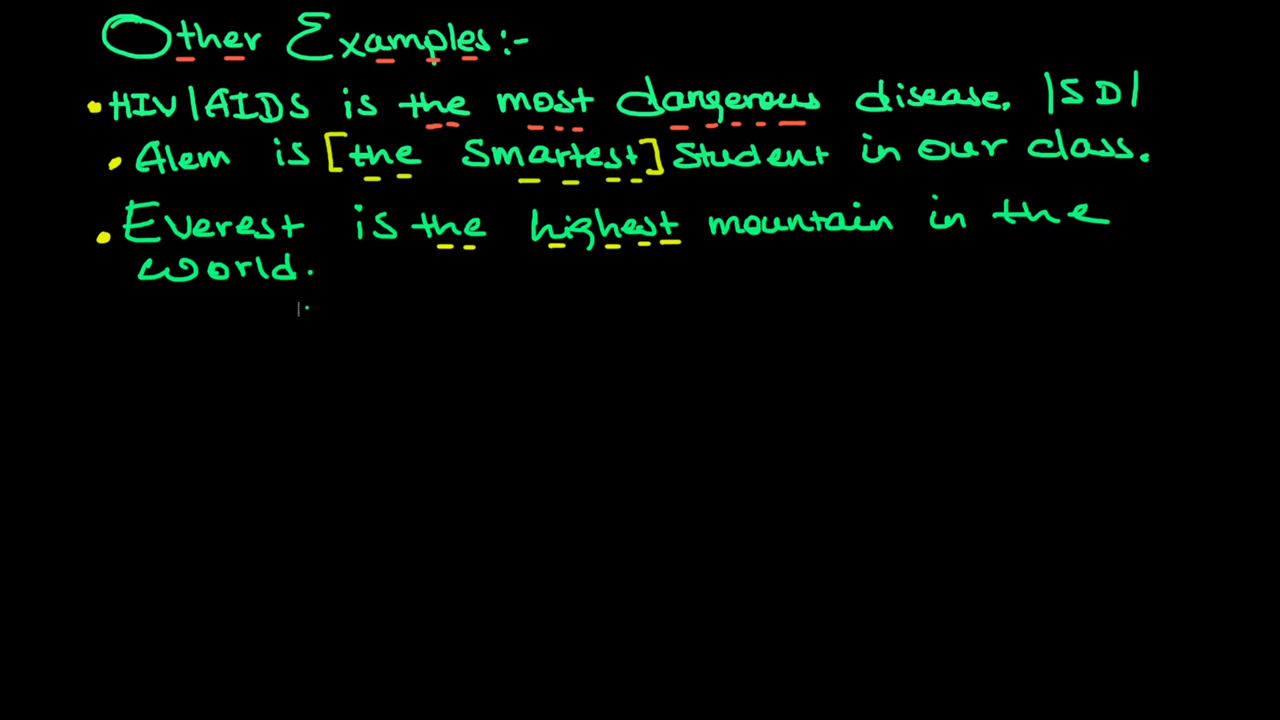 Other Examples:-
• HIV/AIDS is the most dangerous disease. |SD|
• Alem is [the smartest] student in our class.
• Everest is the highest mountain in the
world.